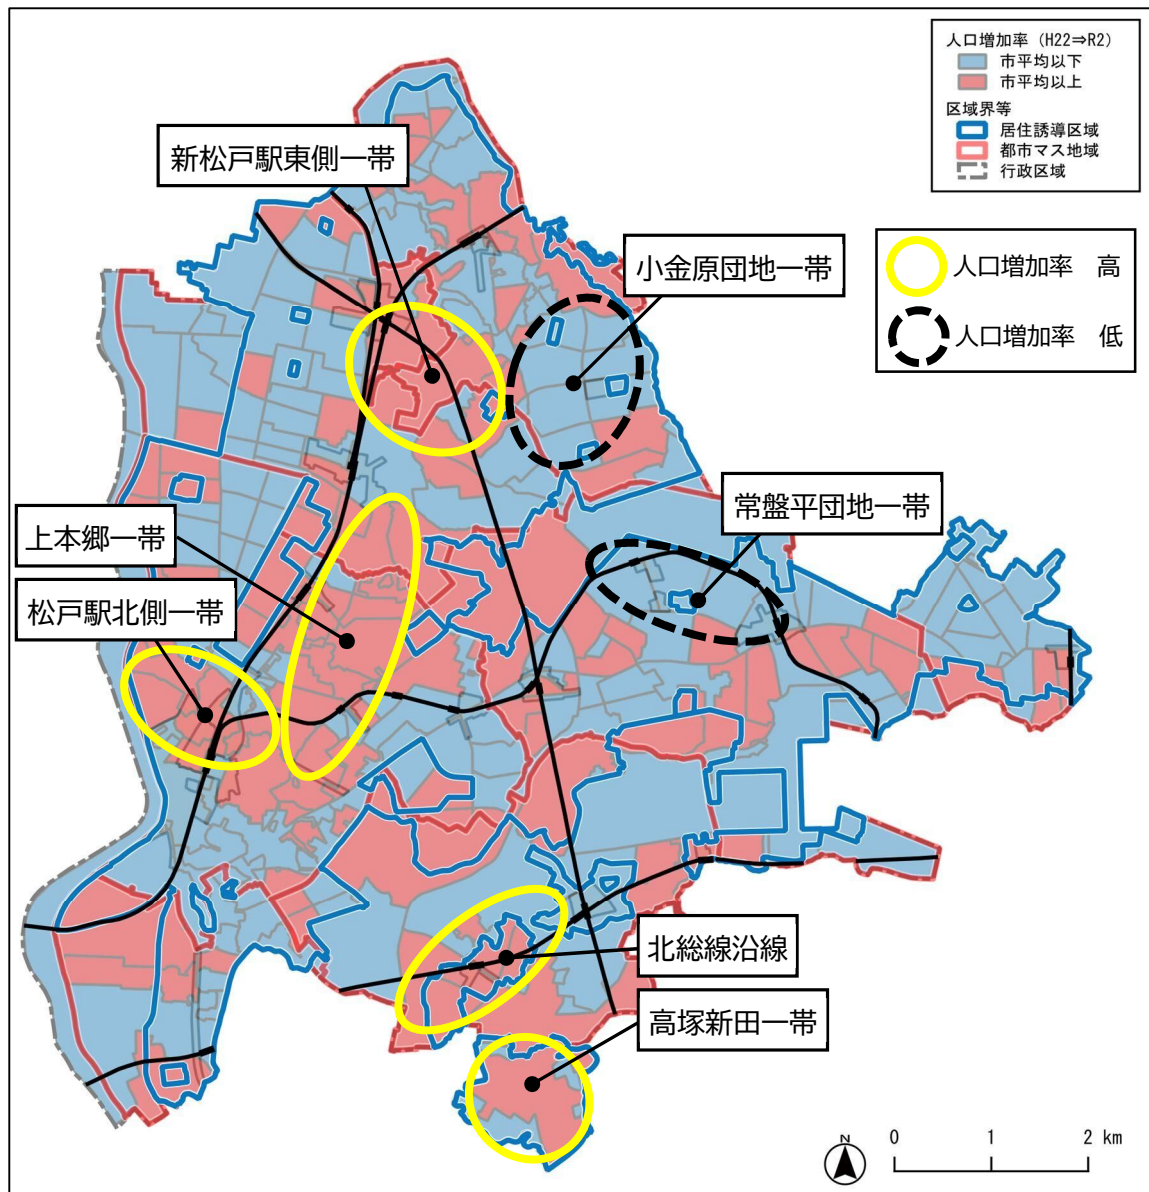 人口増加率（H22⇒R2）
市平均以下
市平均以上
区域界等
居住誘導区域
都市マス地域
行政区域
人口増加率　高
人口増加率　低
新松戸駅東側一帯
小金原団地一帯
常盤平団地一帯
上本郷一帯
松戸駅北側一帯
北総線沿線
高塚新田一帯
N
0 1 2 km